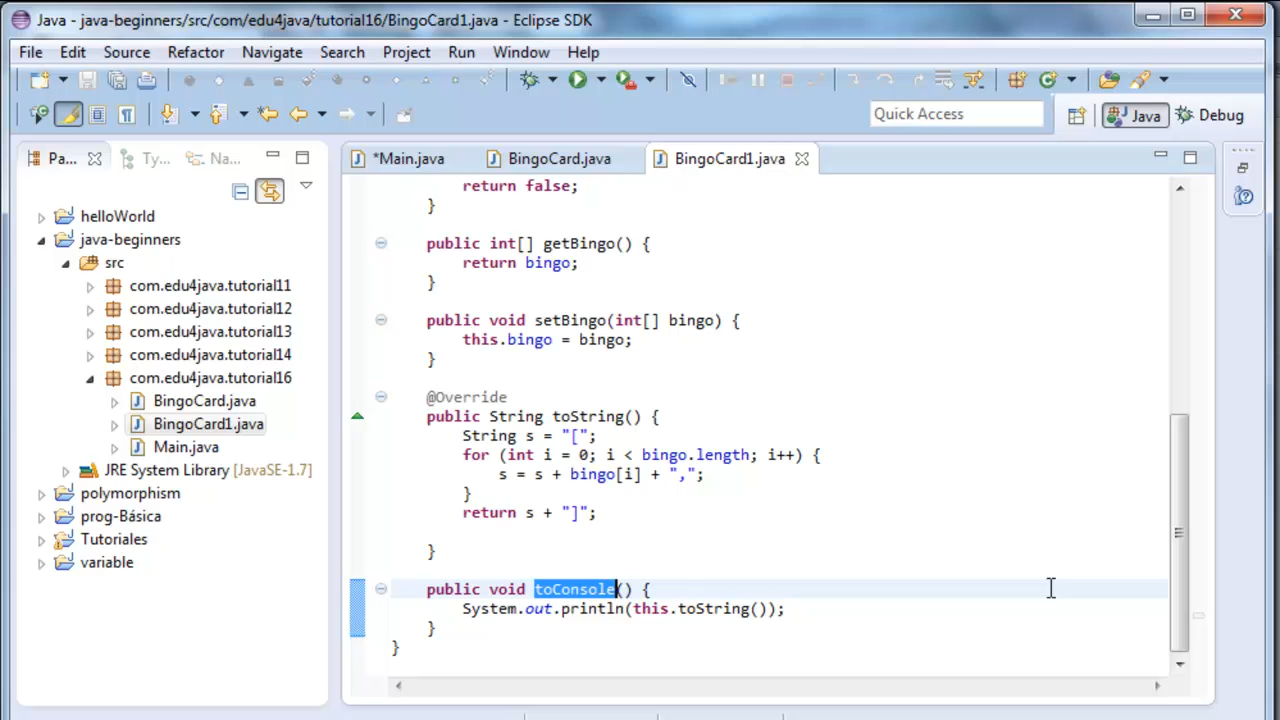 Java - java-beginners/src/com/edu4java/tutorial16/BingoCard1.java - Eclipse SDK
File Edit Source Refactor Navigate Search Project Run Window Help
Quick Access
Java
Debug
Pa...
Ty...
Na...
*Main.java
BingoCard.java
BingoCard1.java
helloWorld
java-beginners
src
com.edu4java.tutorial11
com.edu4java.tutorial12
com.edu4java.tutorial13
com.edu4java.tutorial14
com.edu4java.tutorial16
BingoCard.java
BingoCard1.java
Main.java
JRE System Library [JavaSE-1.7]
polymorphism
prog-Básica
Tutoriales
variable
return false;
}
public int[] getBingo() {
return bingo;
}
public void setBingo(int[] bingo) {
this.bingo = bingo;
}
@Override
public String toString() {
String s = "[";
for (int i = 0; i < bingo.length; i++) {
s = s + bingo[i] + ",";
}
return s + "]";
}
public void toConsole() {
System.out.println(this.toString());
}
}